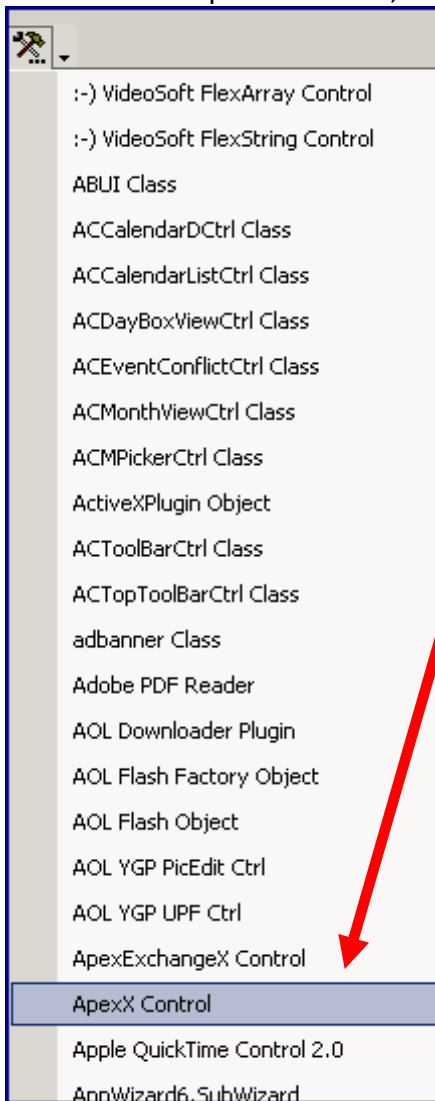 :-) VideoSoft FlexArray Control
:-) VideoSoft FlexString Control
ABUI Class
ACCalendarDCtrl Class
ACCalendarListCtrl Class
ACDayBoxViewCtrl Class
ACEventConflictCtrl Class
ACMonthViewCtrl Class
ACMPickerCtrl Class
ActiveXPlugin Object
ACToolBarCtrl Class
ACTopToolBarCtrl Class
adbanner Class
Adobe PDF Reader
AOL Downloader Plugin
AOL Flash Factory Object
AOL Flash Object
AOL YGP PicEdit Ctrl
AOL YGP UPF Ctrl
ApexExchangeX Control
ApexX Control
Apple QuickTime Control 2.0
AppWizard6.SubWizard